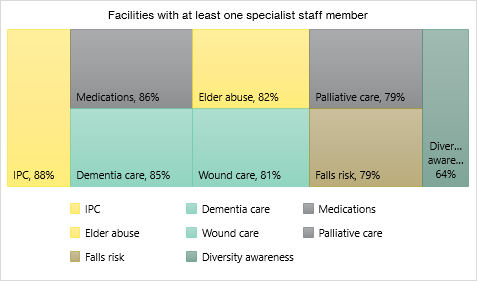 Facilities with at least one specialist staff member
Medications, 86%
Elder abuse, 82%
Palliative care, 79%
Diver...
aware...
64%
IPC, 88%
Dementia care, 85%
Wound care, 81%
Falls risk, 79%
IPC
Dementia care
Medications
Elder abuse
Wound care
Palliative care
Falls risk
Diversity awareness